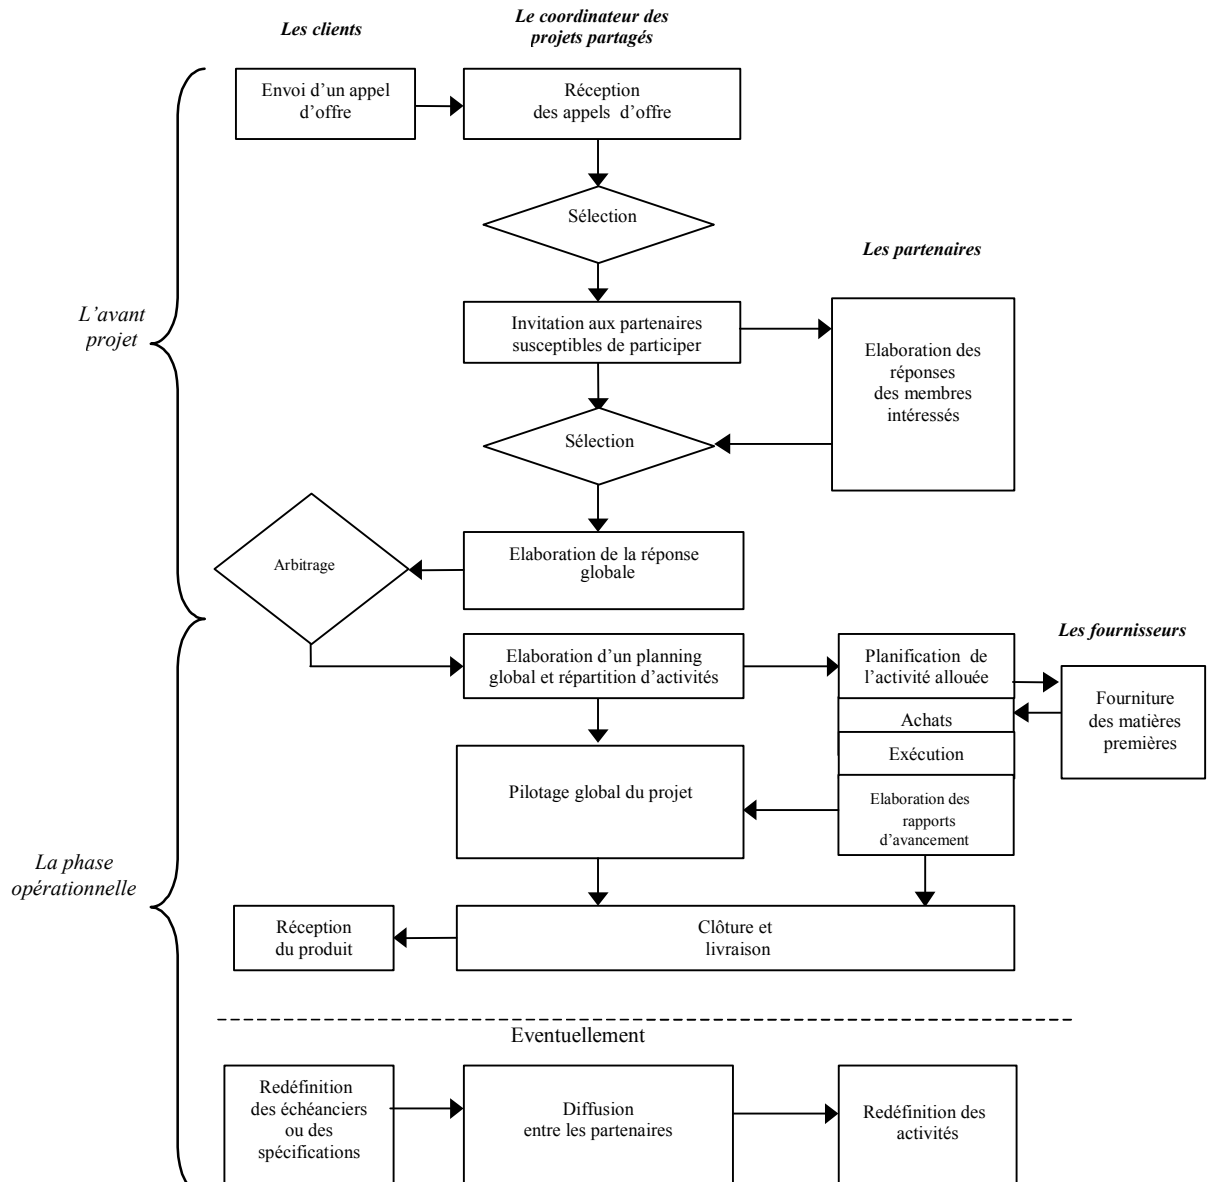 Les clients
Le coordinateur des
projets partagés
Envoi d'un appel
d'offre
Réception
des appels d'offre
Sélection
Les partenaires
L'avant
projet
Invitation aux partenaires
susceptibles de participer
Elaboration des
réponses
des membres
intéressés
Sélection
Arbitrage
Elaboration de la réponse
globale
Les fournisseurs
Elaboration d'un planning
global et répartition d'activités
Planification de
l'activité allouée
Achats
Exécution
Elaboration des
rapports
d'avancement
Fourniture
des matières
premières
Pilotage global du projet
La phase
opérationnelle
Réception
du produit
Clôture et
livraison
Eventuellement
Redéfinition
des échéanciers
ou des
spécifications
Diffusion
entre les partenaires
Redéfinition des
activités